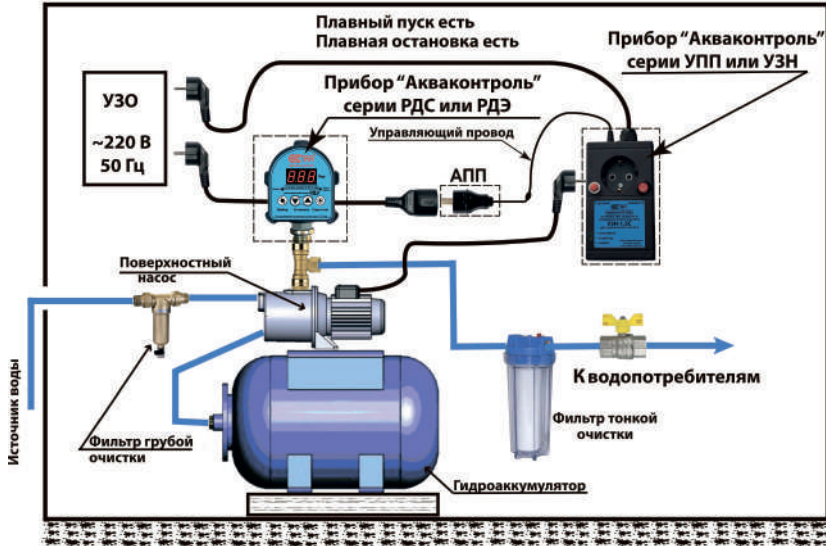 Плавный пуск есть
Плавная остановка есть
Прибор “Акваконтроль”
серии УПП или УЗН
Прибор “Акваконтроль”
серии РДС или РДЭ
УЗО
~220 В
50 Гц
Управляющий провод
АПП
Поверхностный
насос
Источник воды
Фильтр грубой
очистки
К водопотребителям
Фильтр тонкой
очистки
Гидроаккумулятор